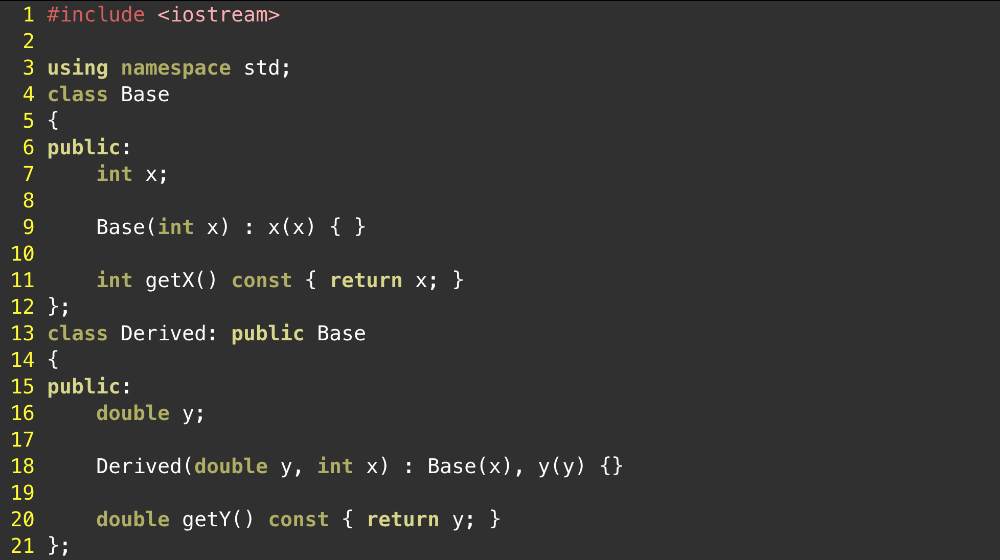 1 #include <iostream>
2
3 using namespace std;
4 class Base
5 {
6 public:
7     int x;
8
9     Base(int x) : x(x) { }
10
11     int getX() const { return x; }
12 };
13 class Derived: public Base
14 {
15 public:
16     double y;
17
18     Derived(double y, int x) : Base(x), y(y) {}
19
20     double getY() const { return y; }
21 };